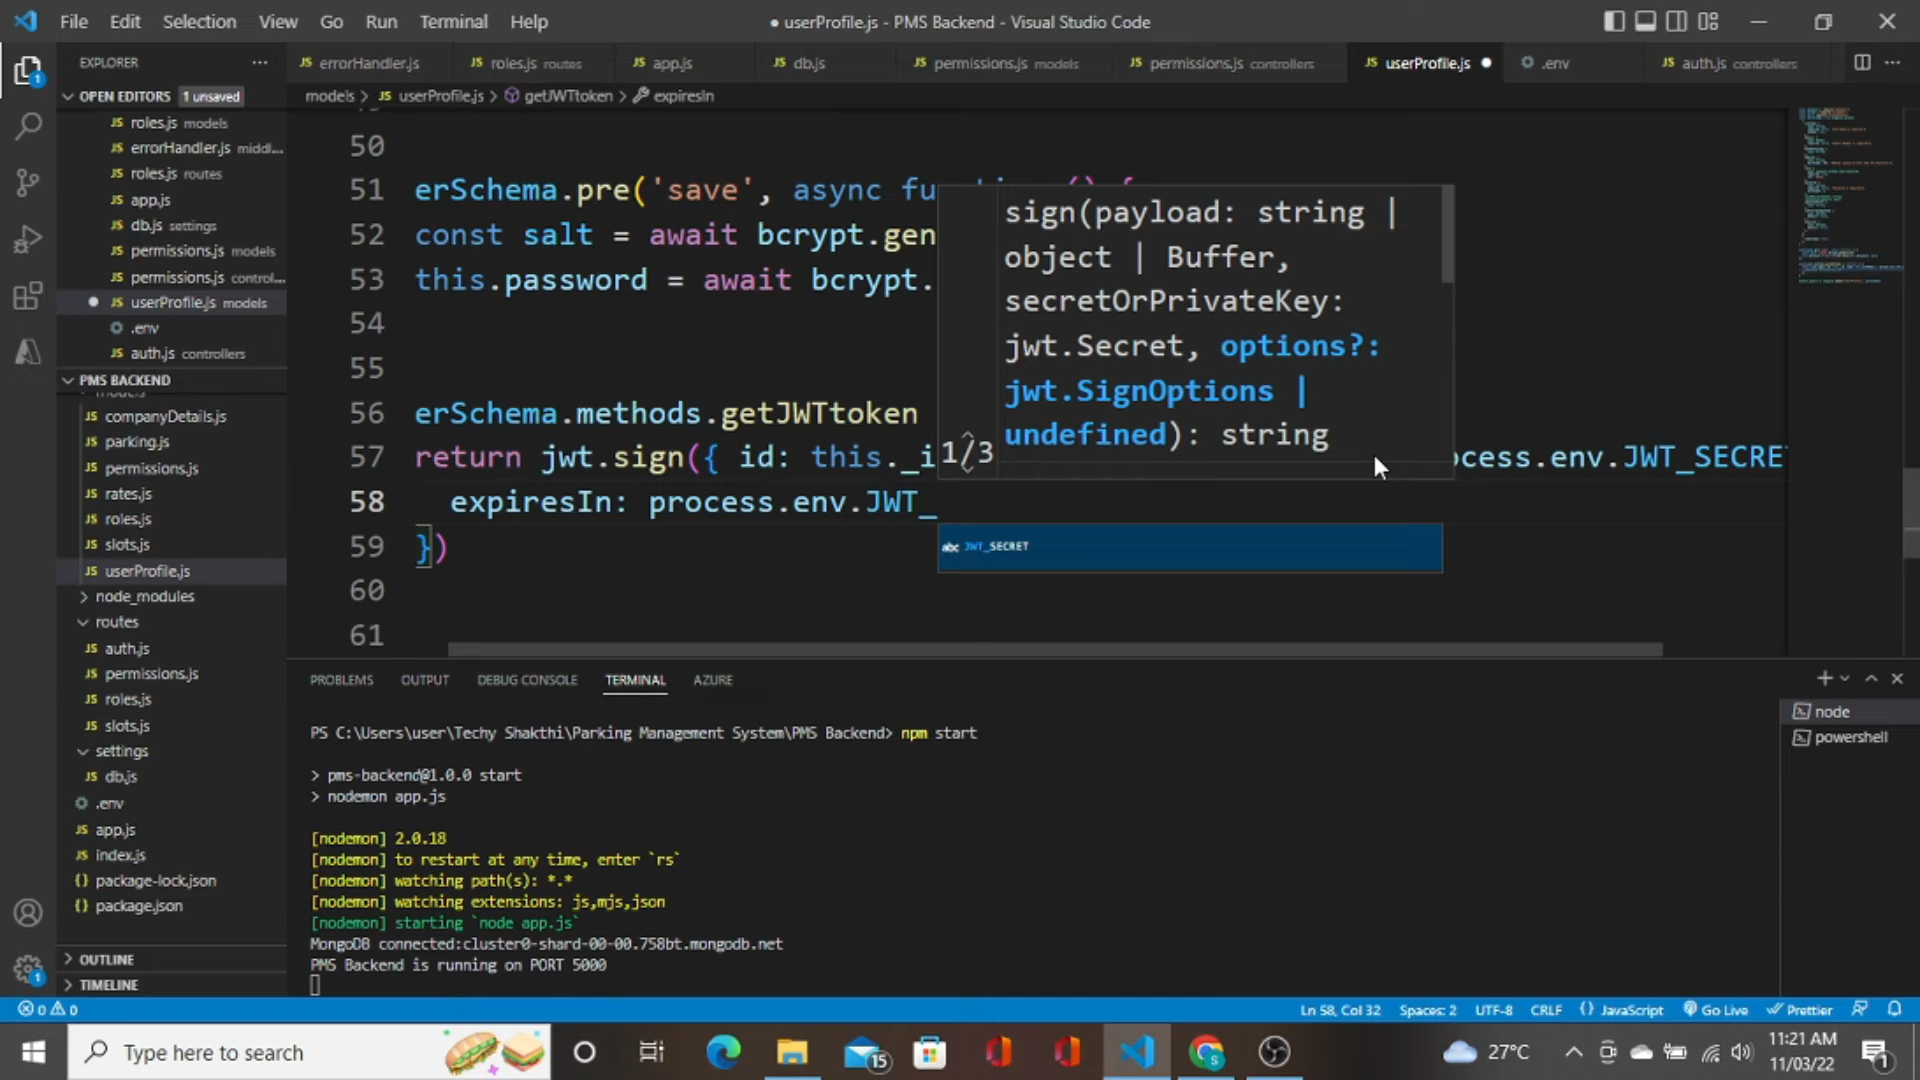 File Edit Selection View Go Run Terminal Help
● userProfile.js - PMS Backend - Visual Studio Code
EXPLORER
OPEN EDITORS 1 unsaved
roles.js models
errorHandler.js middl...
roles.js routes
app.js
db.js settings
permissions.js models
permissions.js control...
userProfile.js models
.env
auth.js controllers
PMS BACKEND
companyDetails.js
parking.js
permissions.js
rates.js
roles.js
slots.js
userProfile.js
node_modules
routes
auth.js
permissions.js
roles.js
slots.js
settings
db.js
.env
app.js
index.js
package-lock.json
package.json
OUTLINE
TIMELINE
errorHandler.js roles.js routes app.js db.js permissions.js models permissions.js controllers userProfile.js .env auth.js controllers
models > userProfile.js > getJWTtoken > expiresIn
50
51 erSchema.pre('save', async fu
52 const salt = await bcrypt.gen
53 this.password = await bcrypt.
54
55
56 erSchema.methods.getJWTtoken
57 return jwt.sign({ id: this._i ocess.env.JWT_SECRE
58 expiresIn: process.env.JWT_
59 })
60
61
sign(payload: string |
object | Buffer,
secretOrPrivateKey:
jwt.Secret, options?:
jwt.SignOptions |
undefined): string
1/3
abc JWT_SECRET
PROBLEMS OUTPUT DEBUG CONSOLE TERMINAL AZURE
node
powershell
PS C:\Users\user\Techy Shakthi\Parking Management System\PMS Backend> npm start
> pms-backend@1.0.0 start
> nodemon app.js
[nodemon] 2.0.18
[nodemon] to restart at any time, enter `rs`
[nodemon] watching path(s): *.*
[nodemon] watching extensions: js,mjs,json
[nodemon] starting `node app.js`
MongoDB connected:cluster0-shard-00-00.758bt.mongodb.net
PMS Backend is running on PORT 5000
0 0 Ln 58, Col 32 Spaces: 2 UTF-8 CRLF {} JavaScript Go Live Prettier
Type here to search
15
27°C
11:21 AM
11/03/22
1